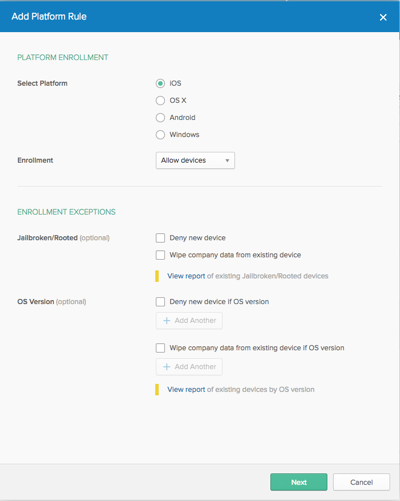 Add Platform Rule
PLATFORM ENROLLMENT
Select Platform
iOS
OS X
Android
Windows
Enrollment
Allow devices
ENROLLMENT EXCEPTIONS
Jailbroken/Rooted (optional)
Deny new device
Wipe company data from existing device
View report of existing Jailbroken/Rooted devices
OS Version (optional)
Deny new device if OS version
+ Add Another
Wipe company data from existing device if OS version
+ Add Another
View report of existing devices by OS version
Next
Cancel